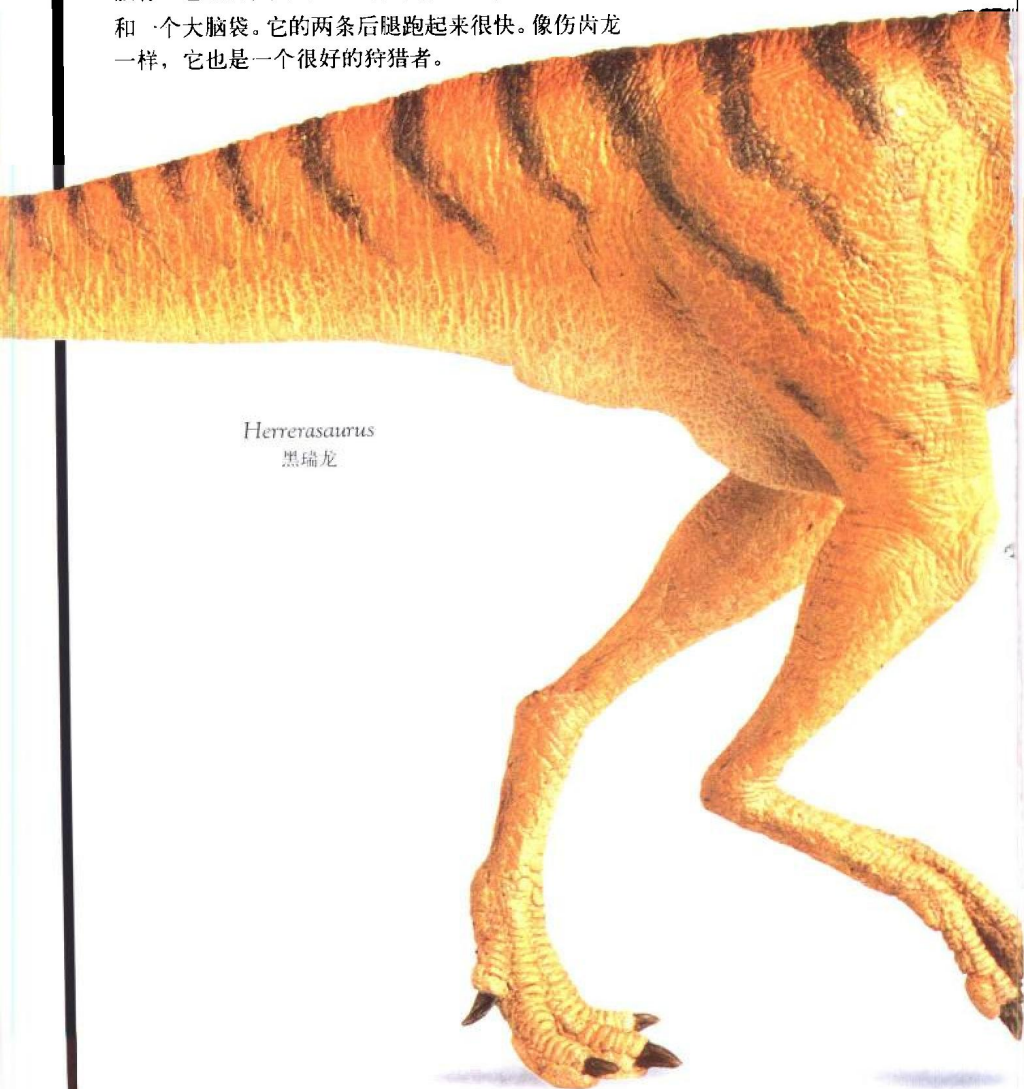 和一个大脑袋。它的两条后腿跑起来很快。像伤齿龙
一样，它也是一个很好的狩猎者。
Herrerasaurus
黑瑞龙